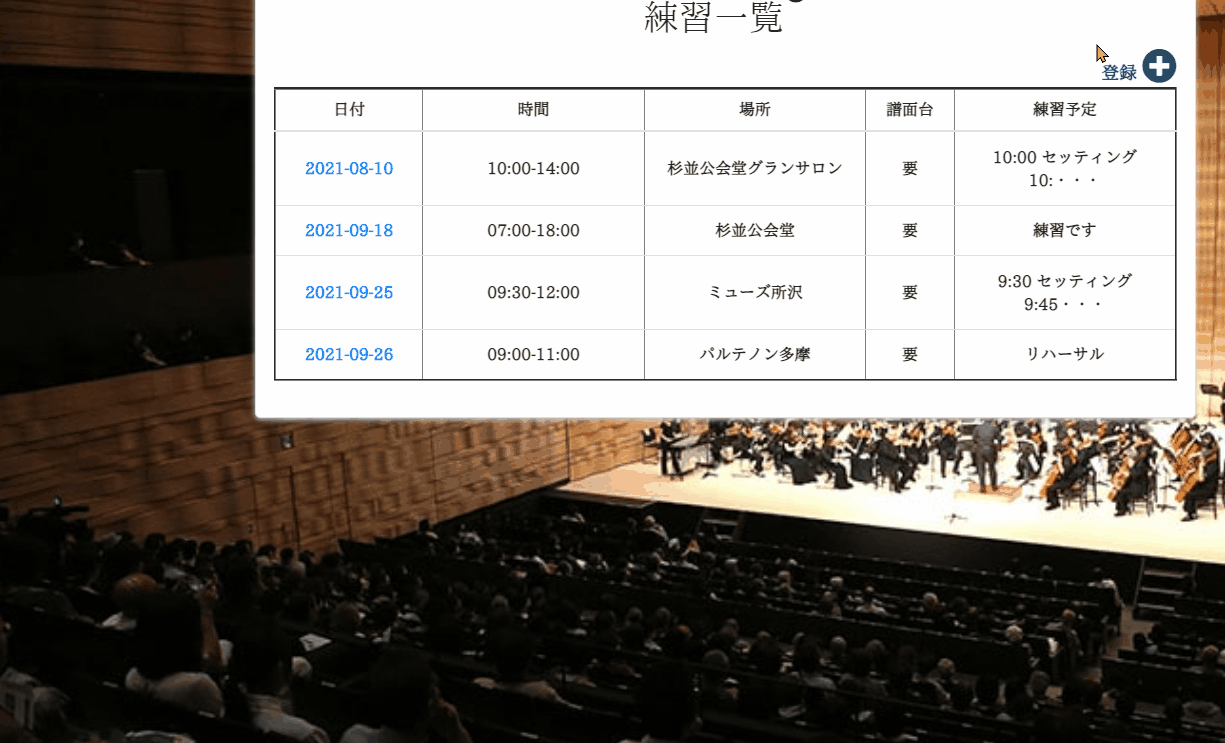 練習一覧
登録
日付 時間 場所 譜面台 練習予定
2021-08-10 10:00-14:00 杉並公会堂グランサロン 要 10:00 セッティング
10:・・・
2021-09-18 07:00-18:00 杉並公会堂 要 練習です
2021-09-25 09:30-12:00 ミューズ所沢 要 9:30 セッティング
9:45・・・
2021-09-26 09:00-11:00 パルテノン多摩 要 リハーサル